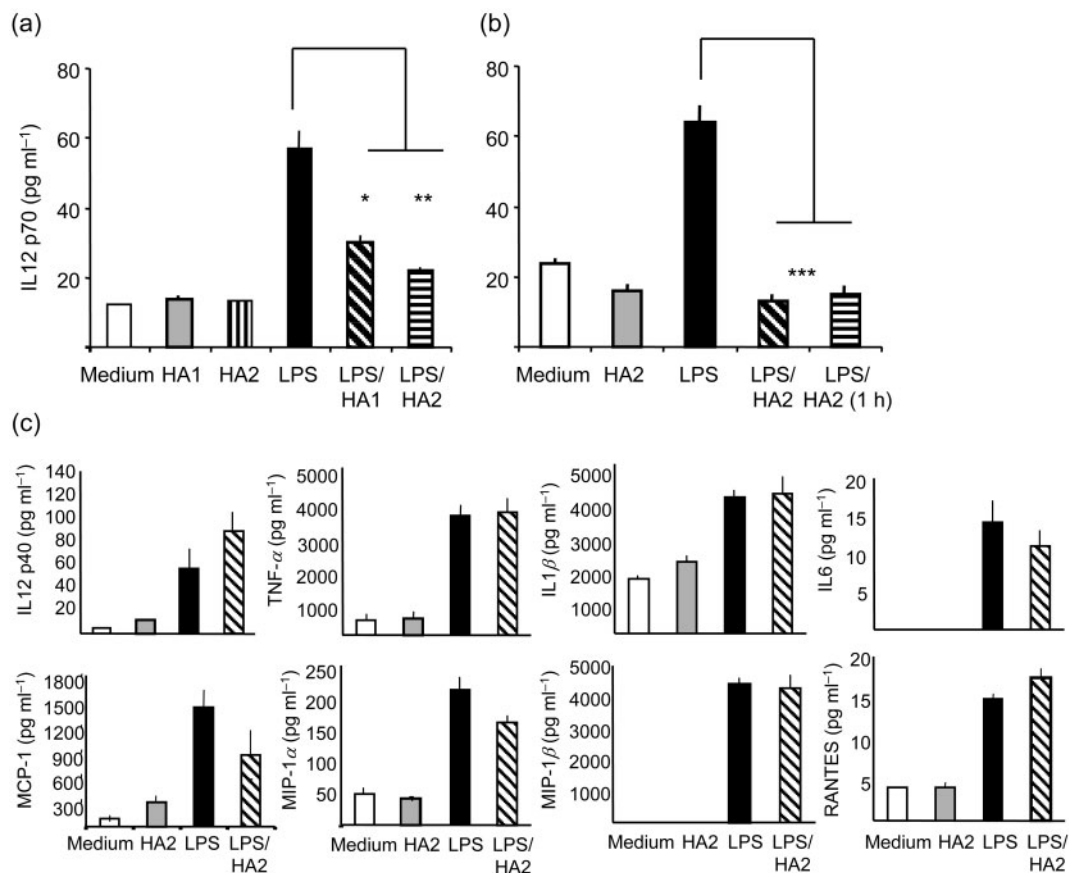 (a)
(b)
IL12 p70 (pg ml⁻¹)
80
60
40
20
*
**
Medium HA1 HA2 LPS LPS/ HA1 LPS/ HA2
80
60
40
20
***
Medium HA2 LPS LPS/ HA2 LPS/ HA2 (1 h)
(c)
IL12 p40 (pg ml⁻¹)
140
120
100
80
60
40
20
TNF-α (pg ml⁻¹)
5000
4000
3000
2000
1000
IL1β (pg ml⁻¹)
5000
4000
3000
2000
1000
IL6 (pg ml⁻¹)
20
15
10
5
MCP-1 (pg ml⁻¹)
1800
1500
1200
900
600
300
Medium HA2 LPS LPS/ HA2
MIP-1α (pg ml⁻¹)
250
200
150
100
50
Medium HA2 LPS LPS/ HA2
MIP-1β (pg ml⁻¹)
5000
4000
3000
2000
1000
Medium HA2 LPS LPS/ HA2
RANTES (pg ml⁻¹)
20
15
10
5
Medium HA2 LPS LPS/ HA2